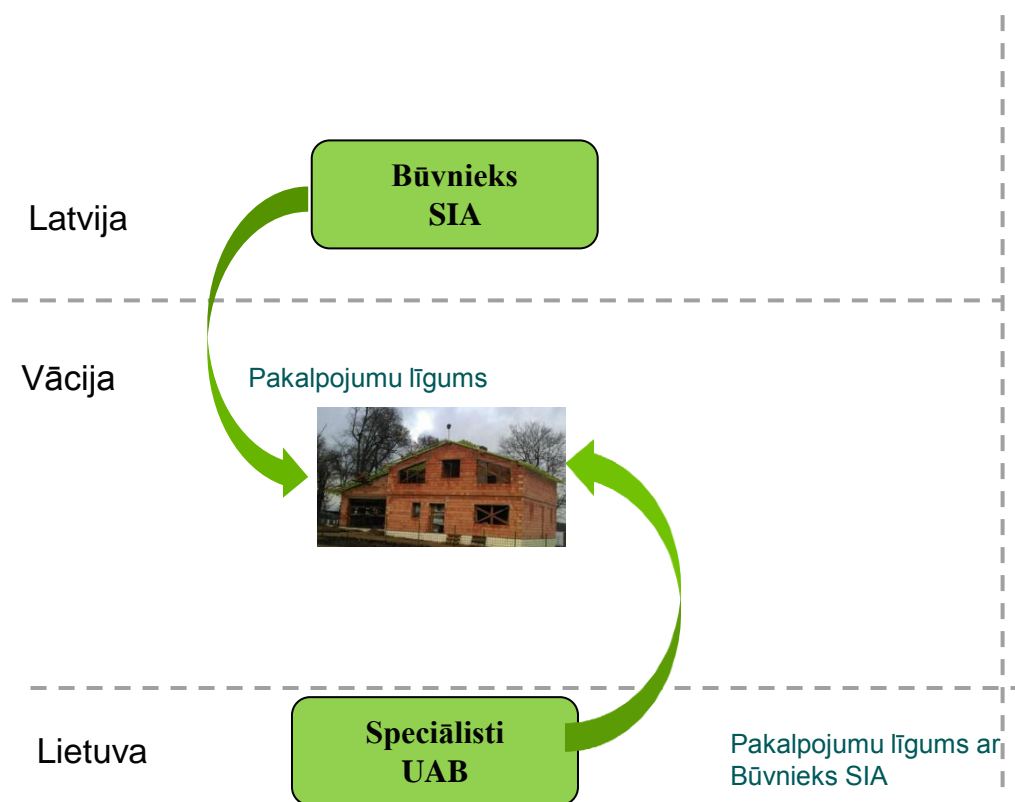 Būvnieks
SIA
Latvija
Vācija
Pakalpojumu līgums
Speciālisti
UAB
Lietuva
Pakalpojumu līgums ar
Būvnieks SIA